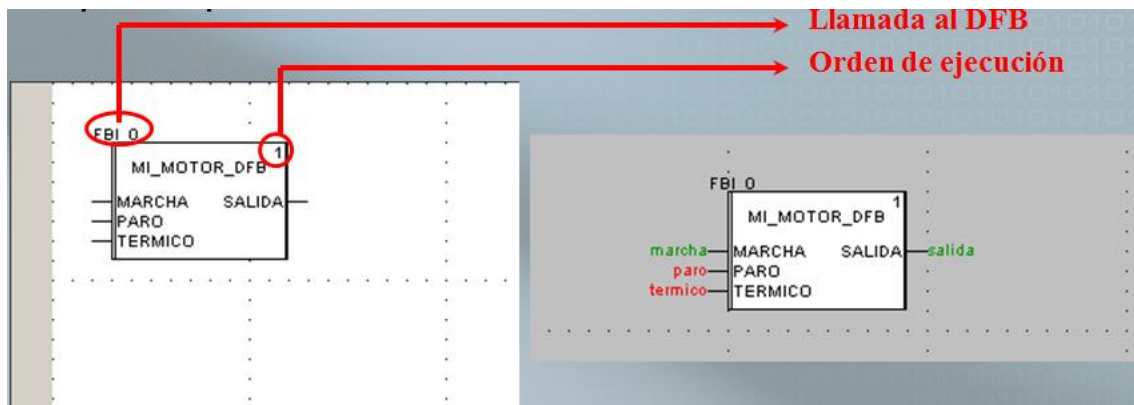 Llamada al DFB
Orden de ejecución
FBI_0
1
MI_MOTOR_DFB
MARCHA SALIDA
PARO
TERMICO
FBI_0
1
MI_MOTOR_DFB
marcha MARCHA SALIDA salida
paro PARO
termico TERMICO